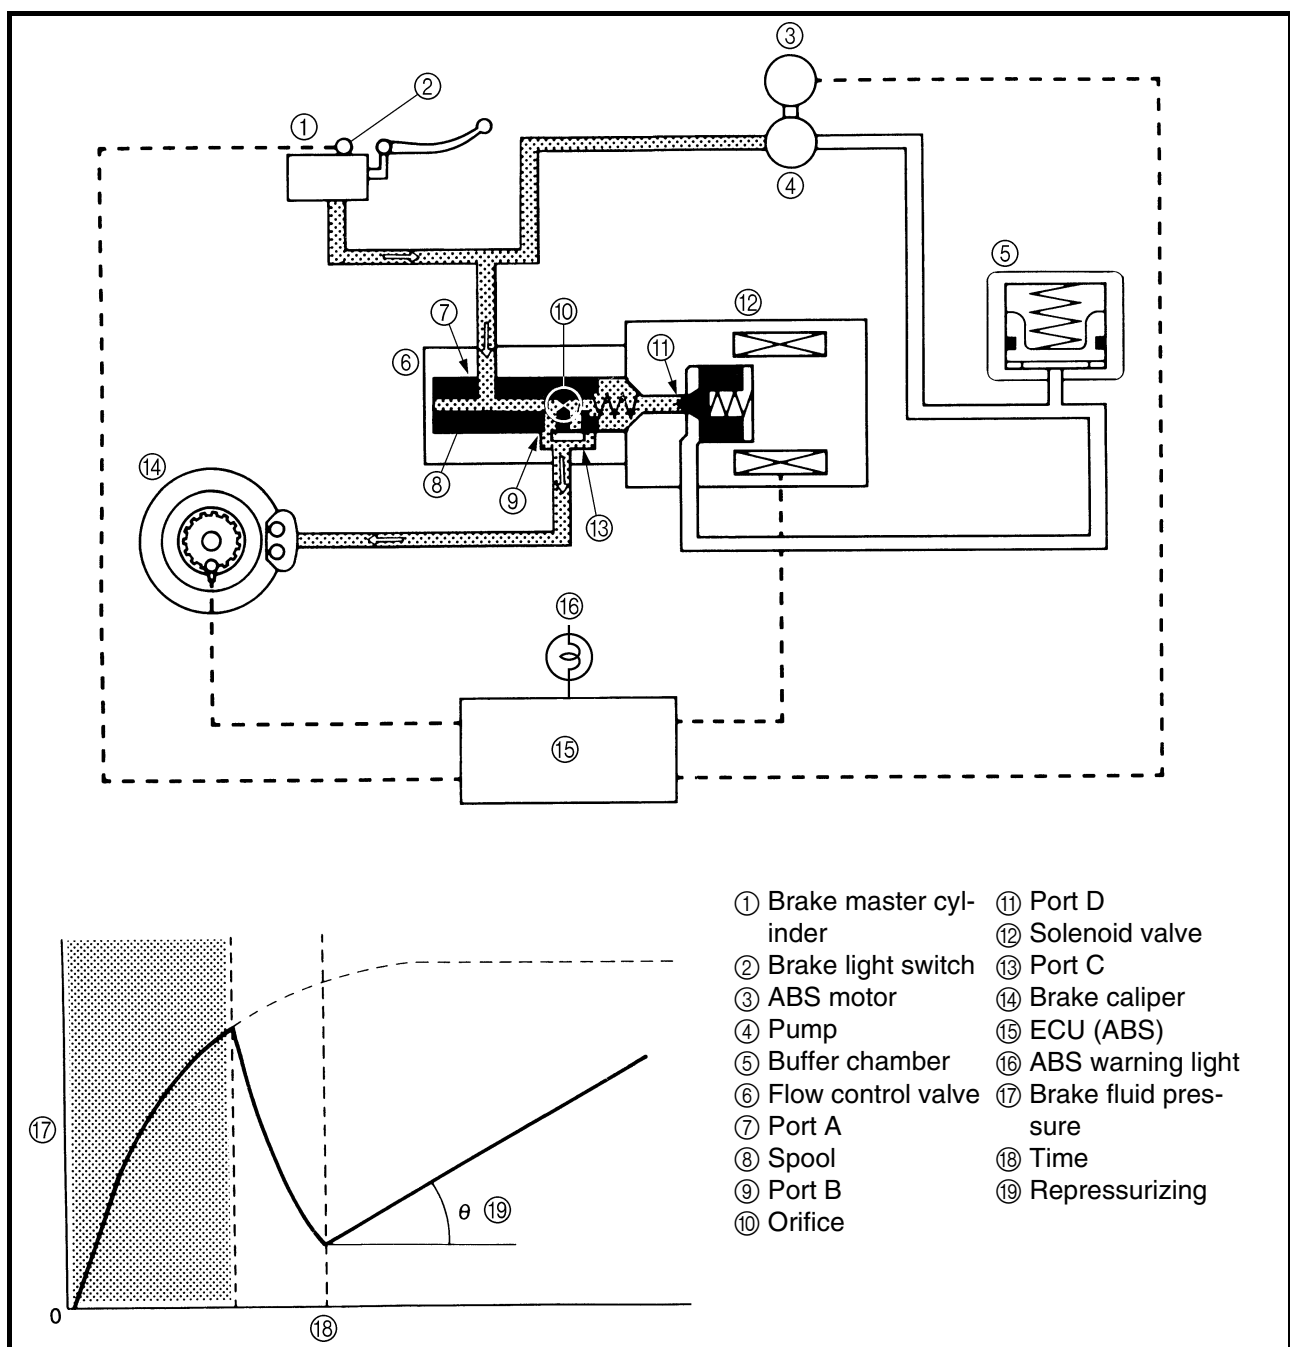 ③
②
①
④
⑤
⑫
⑦
⑩
⑪
⑥
⑭
⑧
⑨
⑬
⑯
⑮
① Brake master cyl-
inder
② Brake light switch
③ ABS motor
④ Pump
⑤ Buffer chamber
⑥ Flow control valve
⑦ Port A
⑧ Spool
⑨ Port B
⑩ Orifice
⑪ Port D
⑫ Solenoid valve
⑬ Port C
⑭ Brake caliper
⑮ ECU (ABS)
⑯ ABS warning light
⑰ Brake fluid pres-
sure
⑱ Time
⑲ Repressurizing
⑰
θ ⑲
0
⑱